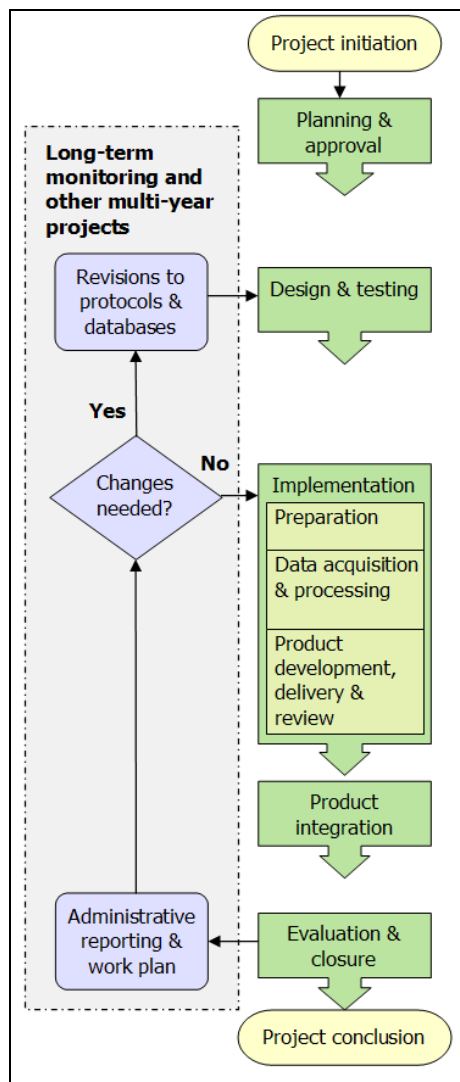 Project initiation
Planning &
approval
Long-term
monitoring and
other multi-year
projects
Revisions to
protocols &
databases
Design & testing
Yes
No
Changes
needed?
Implementation
Preparation
Data acquisition
& processing
Product
development,
delivery &
review
Product
integration
Administrative
reporting &
work plan
Evaluation &
closure
Project conclusion